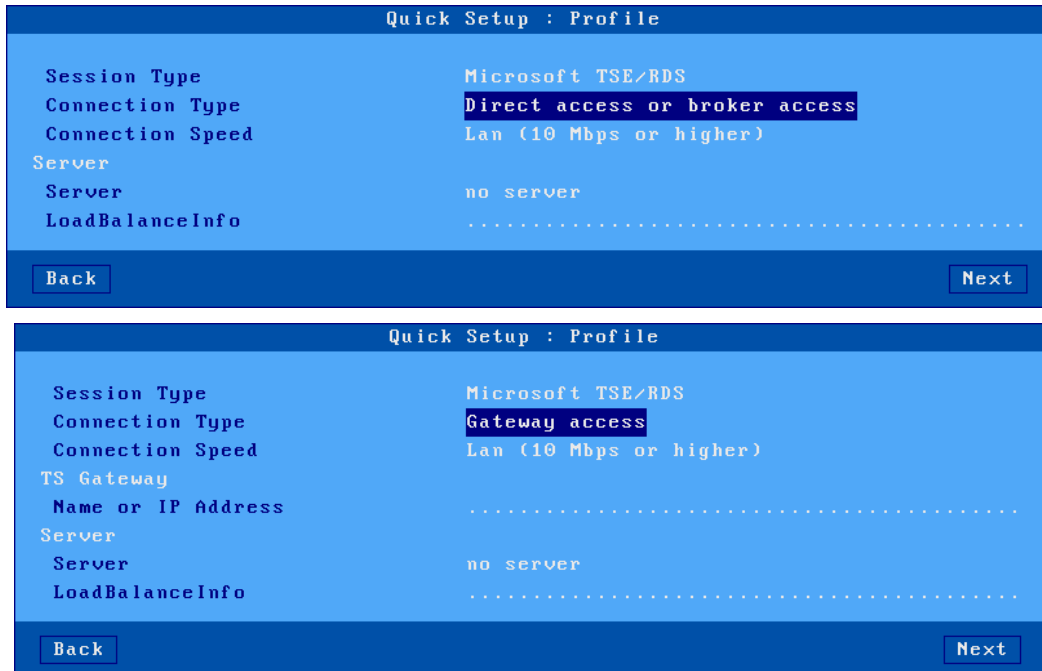 Quick Setup : Profile
Session Type Microsoft TSE/RDS
Connection Type Direct access or broker access
Connection Speed Lan (10 Mbps or higher)
Server
Server no server
LoadBalanceInfo ...........................................
Back Next
Quick Setup : Profile
Session Type Microsoft TSE/RDS
Connection Type Gateway access
Connection Speed Lan (10 Mbps or higher)
TS Gateway
Name or IP Address ...........................................
Server
Server no server
LoadBalanceInfo ...........................................
Back Next